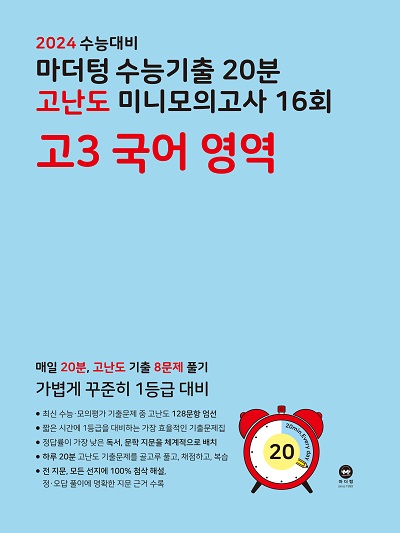 2024 수능대비
마더텅 수능기출 20분
고난도 미니모의고사 16회
고3 국어 영역
매일 20분, 고난도 기출 8문제 풀기
가볍게 꾸준히 1등급 대비
• 최신 수능·모의평가 기출문제 중 고난도 128문항 엄선
• 짧은 시간에 1등급을 대비하는 가장 효율적인 기출문제집
• 정답률이 가장 낮은 독서, 문학 지문을 체계적으로 배치
• 하루 20분 고난도 기출문제를 골고루 풀고, 채점하고, 복습
• 전 지문, 모든 선지에 100% 첨삭 해설,
정·오답 풀이에 명확한 지문 근거 수록
20min. Every day
20
마더텅
since 1999